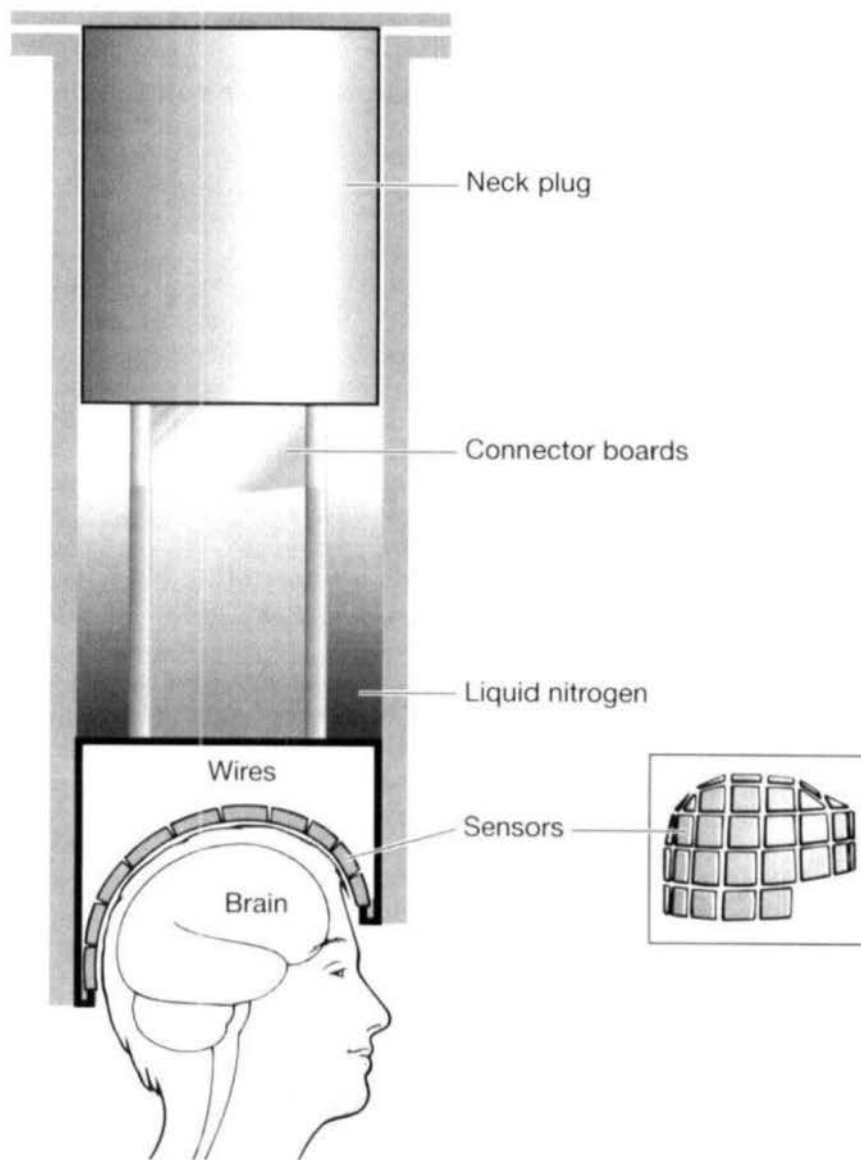 Neck plug
Connector boards
Liquid nitrogen
Wires
Sensors
Brain